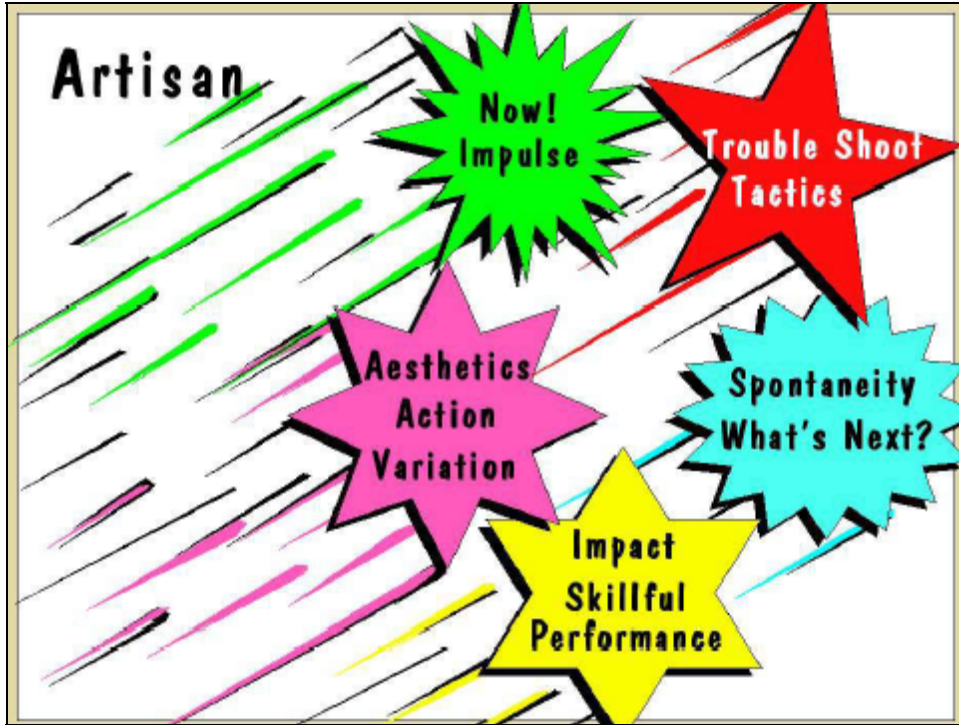 Artisan
Now!
Impulse
Trouble Shoot
Tactics
Aesthetics
Action
Variation
Spontaneity
What's Next?
Impact
Skillful
Performance